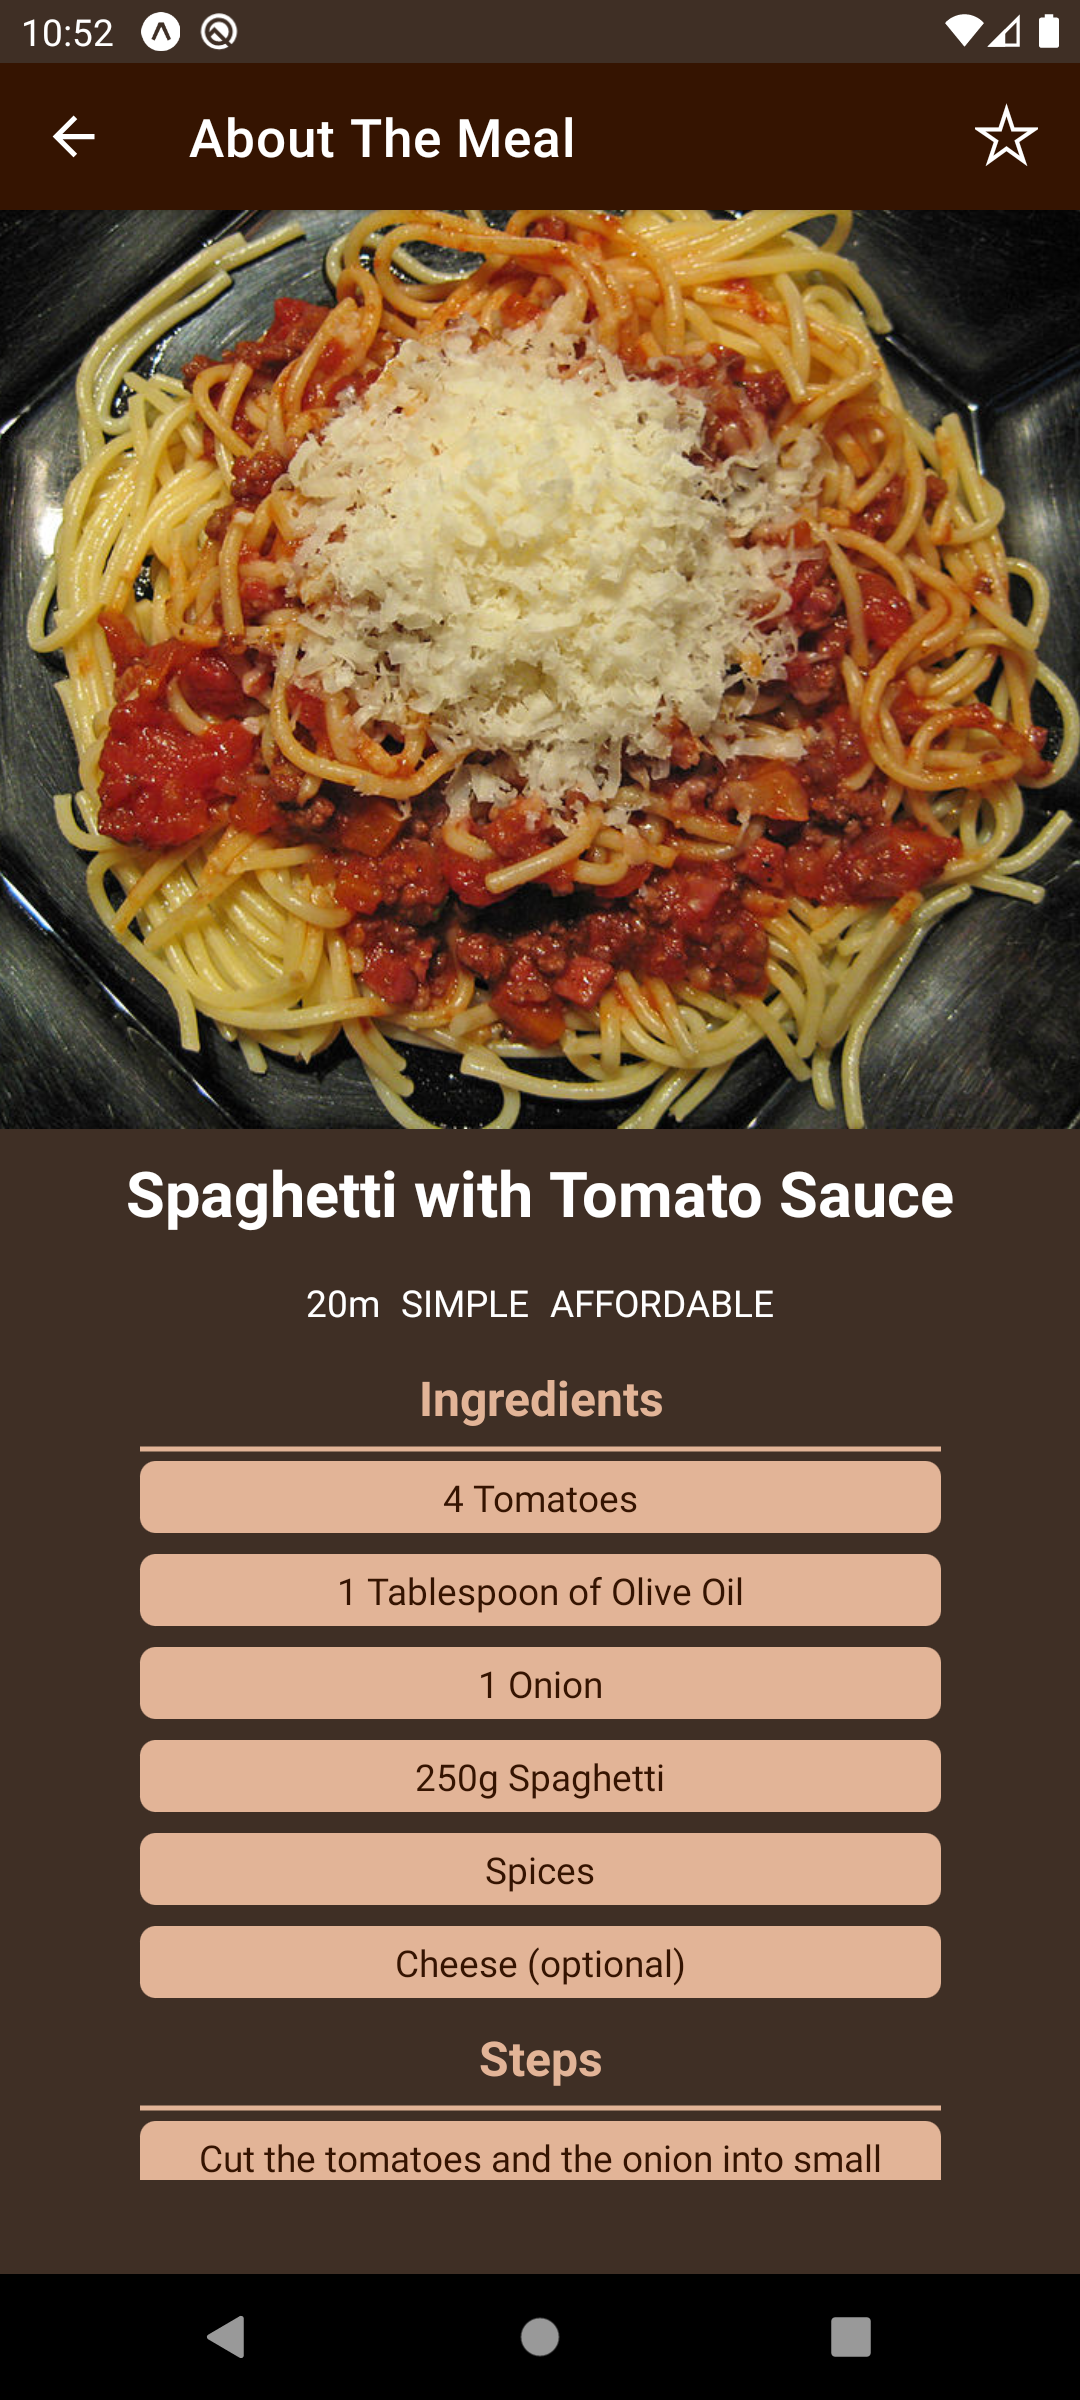 10:52
About The Meal
Spaghetti with Tomato Sauce
20m SIMPLE AFFORDABLE
Ingredients
4 Tomatoes
1 Tablespoon of Olive Oil
1 Onion
250g Spaghetti
Spices
Cheese (optional)
Steps
Cut the tomatoes and the onion into small